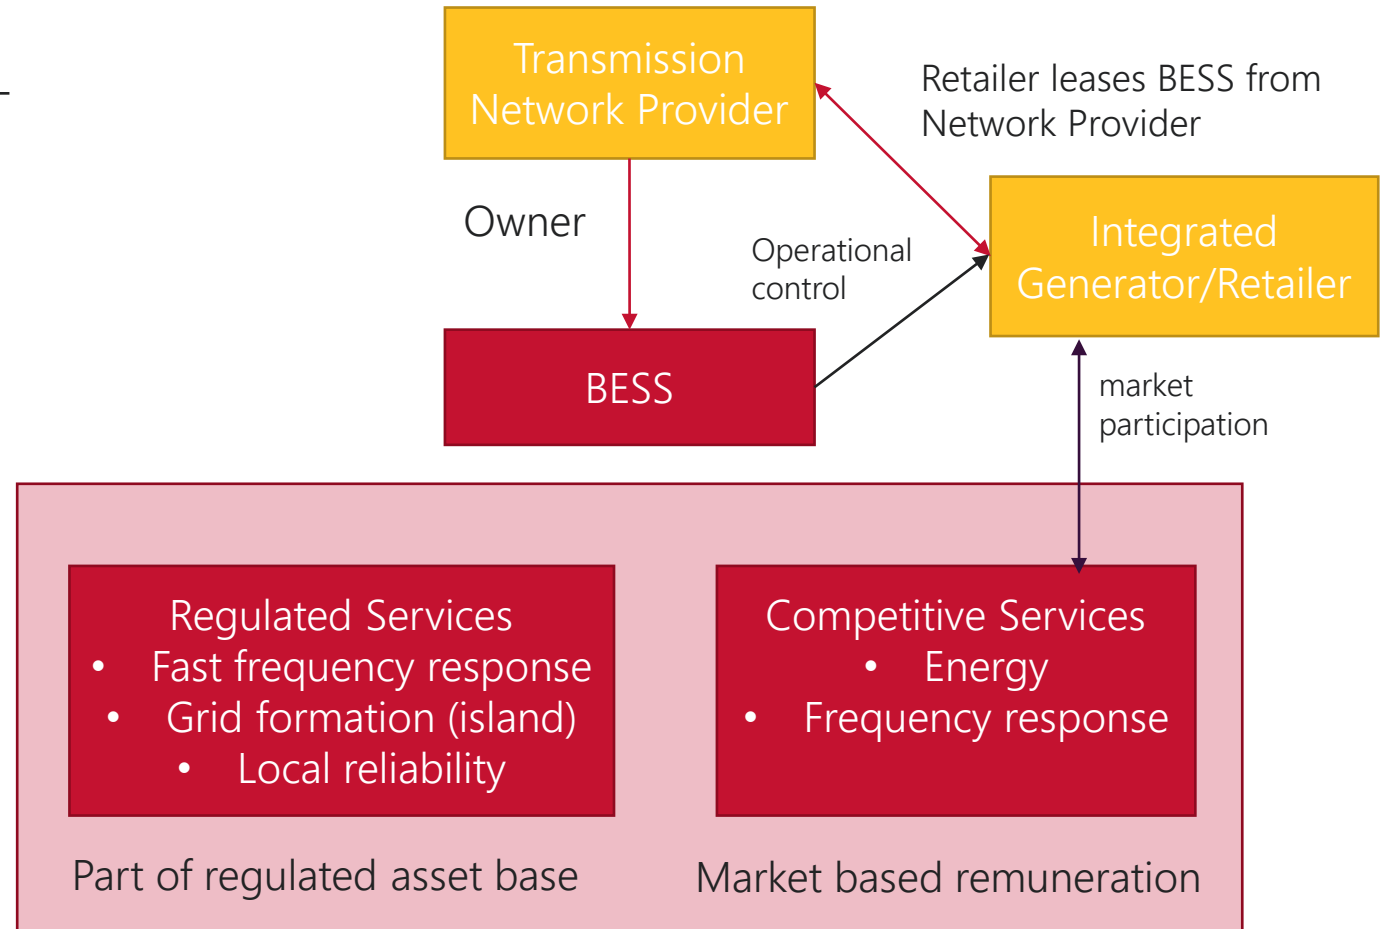 Transmission
Network Provider
Retailer leases BESS from
Network Provider
Owner
Operational
control
Integrated
Generator/Retailer
BESS
market
participation
Regulated Services
• Fast frequency response
• Grid formation (island)
• Local reliability
Competitive Services
• Energy
• Frequency response
Part of regulated asset base
Market based remuneration